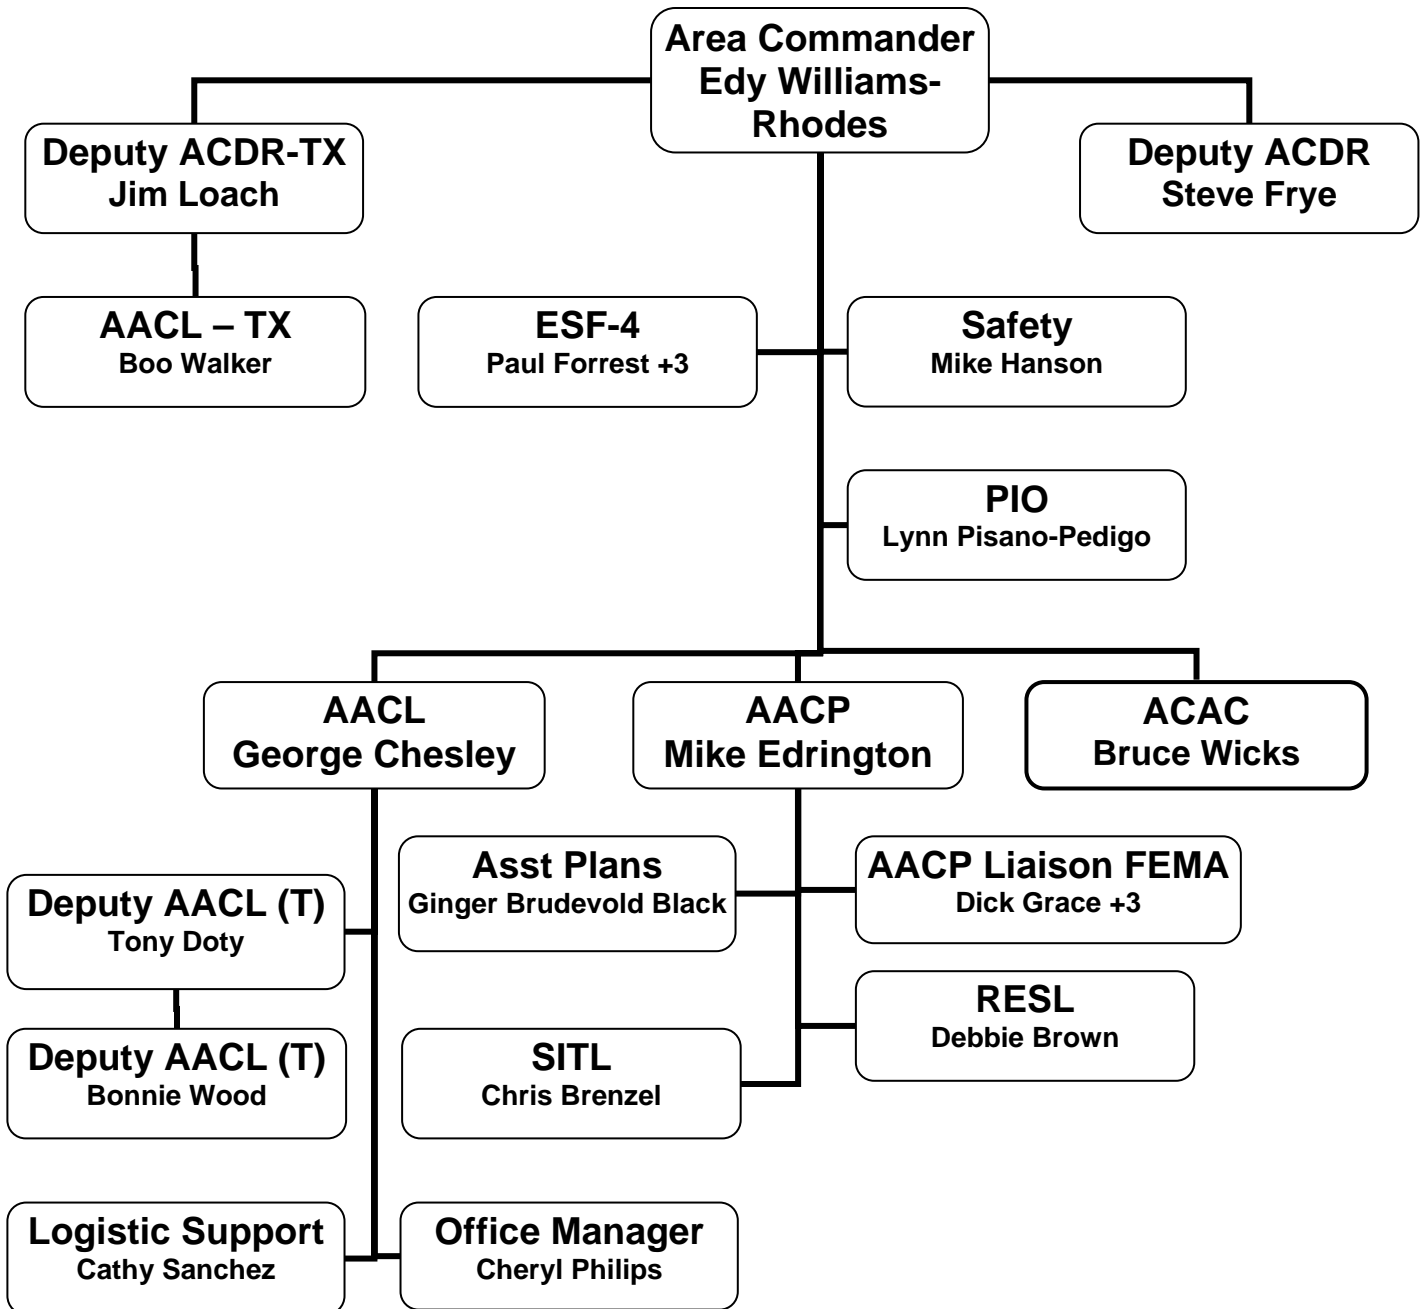 Area Commander
Edy Williams-
Rhodes
Deputy ACDR-TX
Jim Loach
Deputy ACDR
Steve Frye
AACL – TX
Boo Walker
ESF-4
Paul Forrest +3
Safety
Mike Hanson
PIO
Lynn Pisano-Pedigo
AACL
George Chesley
AACP
Mike Edrington
ACAC
Bruce Wicks
Asst Plans
Ginger Brudevold Black
AACP Liaison FEMA
Dick Grace +3
Deputy AACL (T)
Tony Doty
RESL
Debbie Brown
Deputy AACL (T)
Bonnie Wood
SITL
Chris Brenzel
Logistic Support
Cathy Sanchez
Office Manager
Cheryl Philips